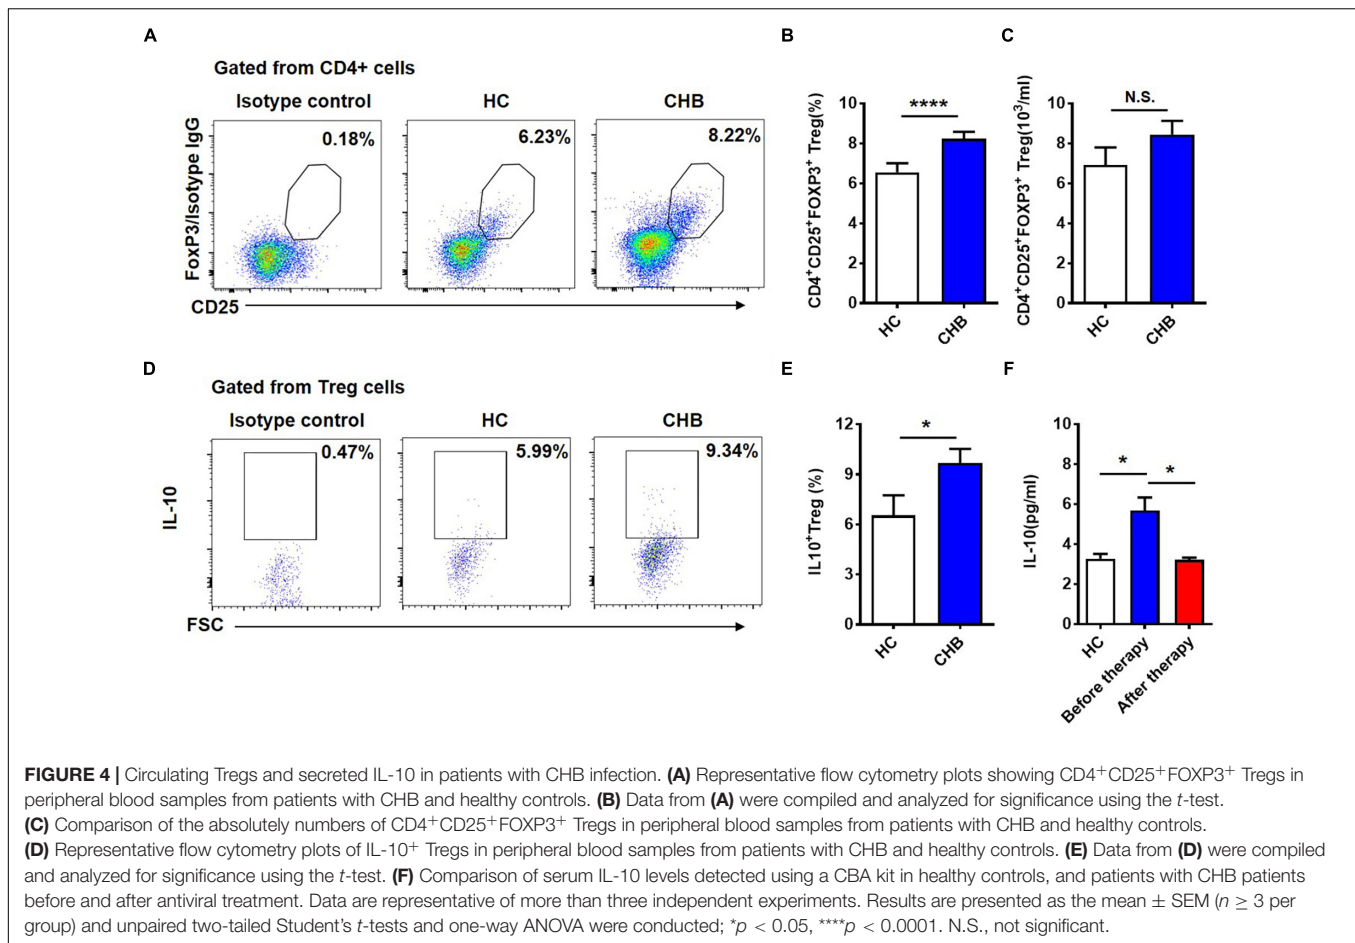 A
Gated from CD4+ cells
Isotype control
HC
CHB
0.18%
6.23%
8.22%
FoxP3/Isotype IgG
CD25
B
CD4+CD25+FOXP3+ Treg(%)
10
8
6
4
2
0
****
HC
CHB
C
CD4+CD25+FOXP3+ Treg(10³/ml)
10
8
6
4
2
0
N.S.
HC
CHB
D
Gated from Treg cells
Isotype control
HC
CHB
0.47%
5.99%
9.34%
IL-10
FSC
E
IL10+Treg (%)
12
9
6
3
0
*
HC
CHB
F
IL-10(pg/ml)
10
8
6
4
2
0
*
*
HC
Before therapy
After therapy
FIGURE 4 | Circulating Tregs and secreted IL-10 in patients with CHB infection. (A) Representative flow cytometry plots showing CD4+CD25+FOXP3+ Tregs in
peripheral blood samples from patients with CHB and healthy controls. (B) Data from (A) were compiled and analyzed for significance using the t-test.
(C) Comparison of the absolutely numbers of CD4+CD25+FOXP3+ Tregs in peripheral blood samples from patients with CHB and healthy controls.
(D) Representative flow cytometry plots of IL-10+ Tregs in peripheral blood samples from patients with CHB and healthy controls. (E) Data from (D) were compiled
and analyzed for significance using the t-test. (F) Comparison of serum IL-10 levels detected using a CBA kit in healthy controls, and patients with CHB patients
before and after antiviral treatment. Data are representative of more than three independent experiments. Results are presented as the mean ± SEM (n ≥ 3 per
group) and unpaired two-tailed Student's t-tests and one-way ANOVA were conducted; *p < 0.05, ****p < 0.0001. N.S., not significant.